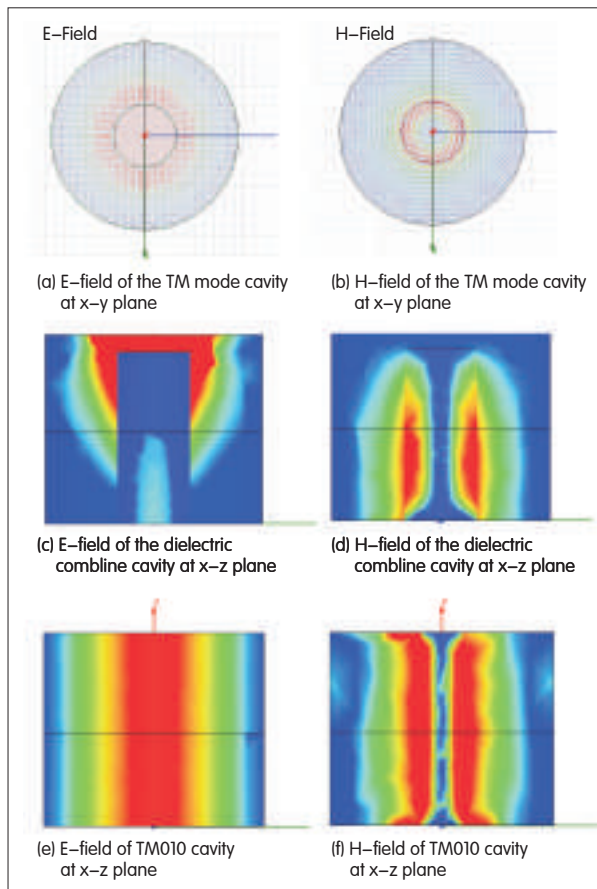 E–Field
H–Field
(a) E–field of the TM mode cavity
at x–y plane
(b) H–field of the TM mode cavity
at x–y plane
(c) E–field of the dielectric
combline cavity at x–z plane
(d) H–field of the dielectric
combline cavity at x–z plane
(e) E–field of TM010 cavity
at x–z plane
(f) H–field of TM010 cavity
at x–z plane